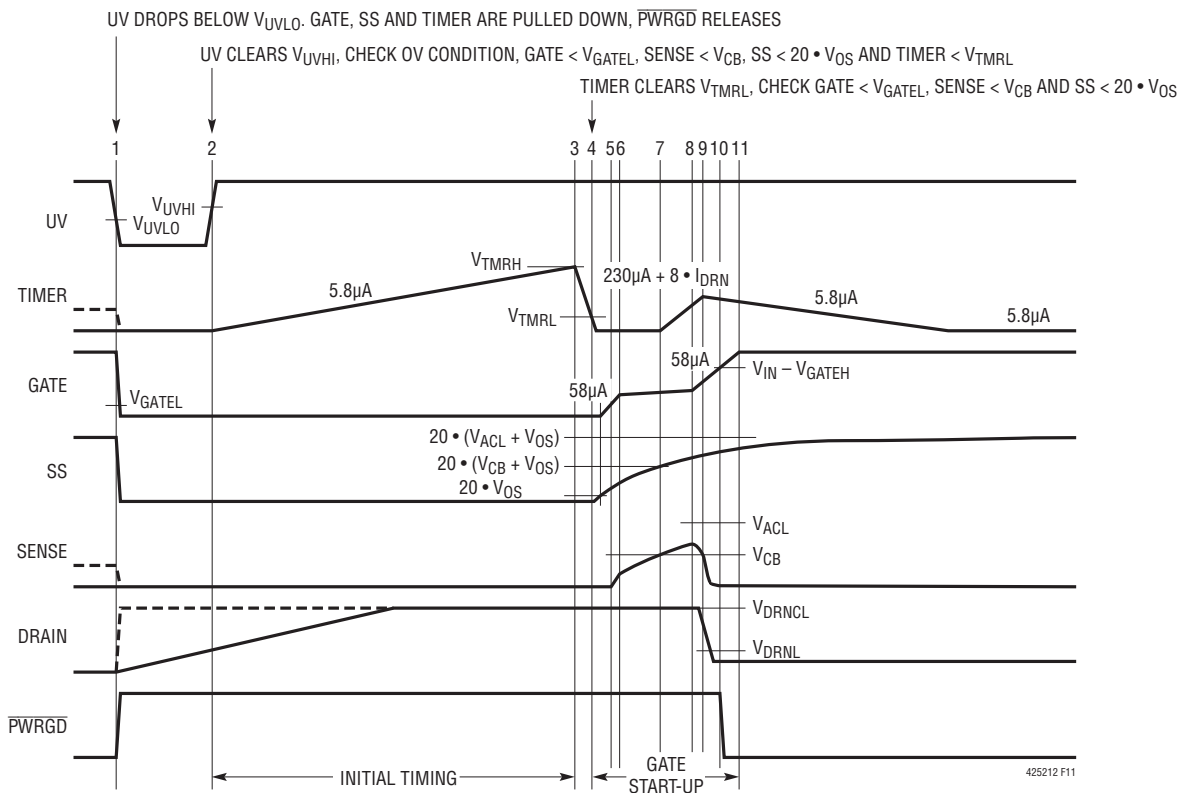 UV DROPS BELOW VUVLO. GATE, SS AND TIMER ARE PULLED DOWN, PWRGD RELEASES
UV CLEARS VUVHI, CHECK OV CONDITION, GATE < VGATEL, SENSE < VCB, SS < 20 • VOS AND TIMER < VTMRL
TIMER CLEARS VTMRL, CHECK GATE < VGATEL, SENSE < VCB AND SS < 20 • VOS
1 2 3 4 5 6 7 8 9 10 11
UV
VUVLO
VUVHI
TIMER
5.8µA
VTMRH
VTMRL
230µA + 8 • IDRN
5.8µA
5.8µA
GATE
VGATEL
58µA
58µA
VIN – VGATEH
SS
20 • (VACL + VOS)
20 • (VCB + VOS)
20 • VOS
SENSE
VACL
VCB
DRAIN
VDRNCL
VDRNL
PWRGD
INITIAL TIMING
GATE
START-UP
425212 F11